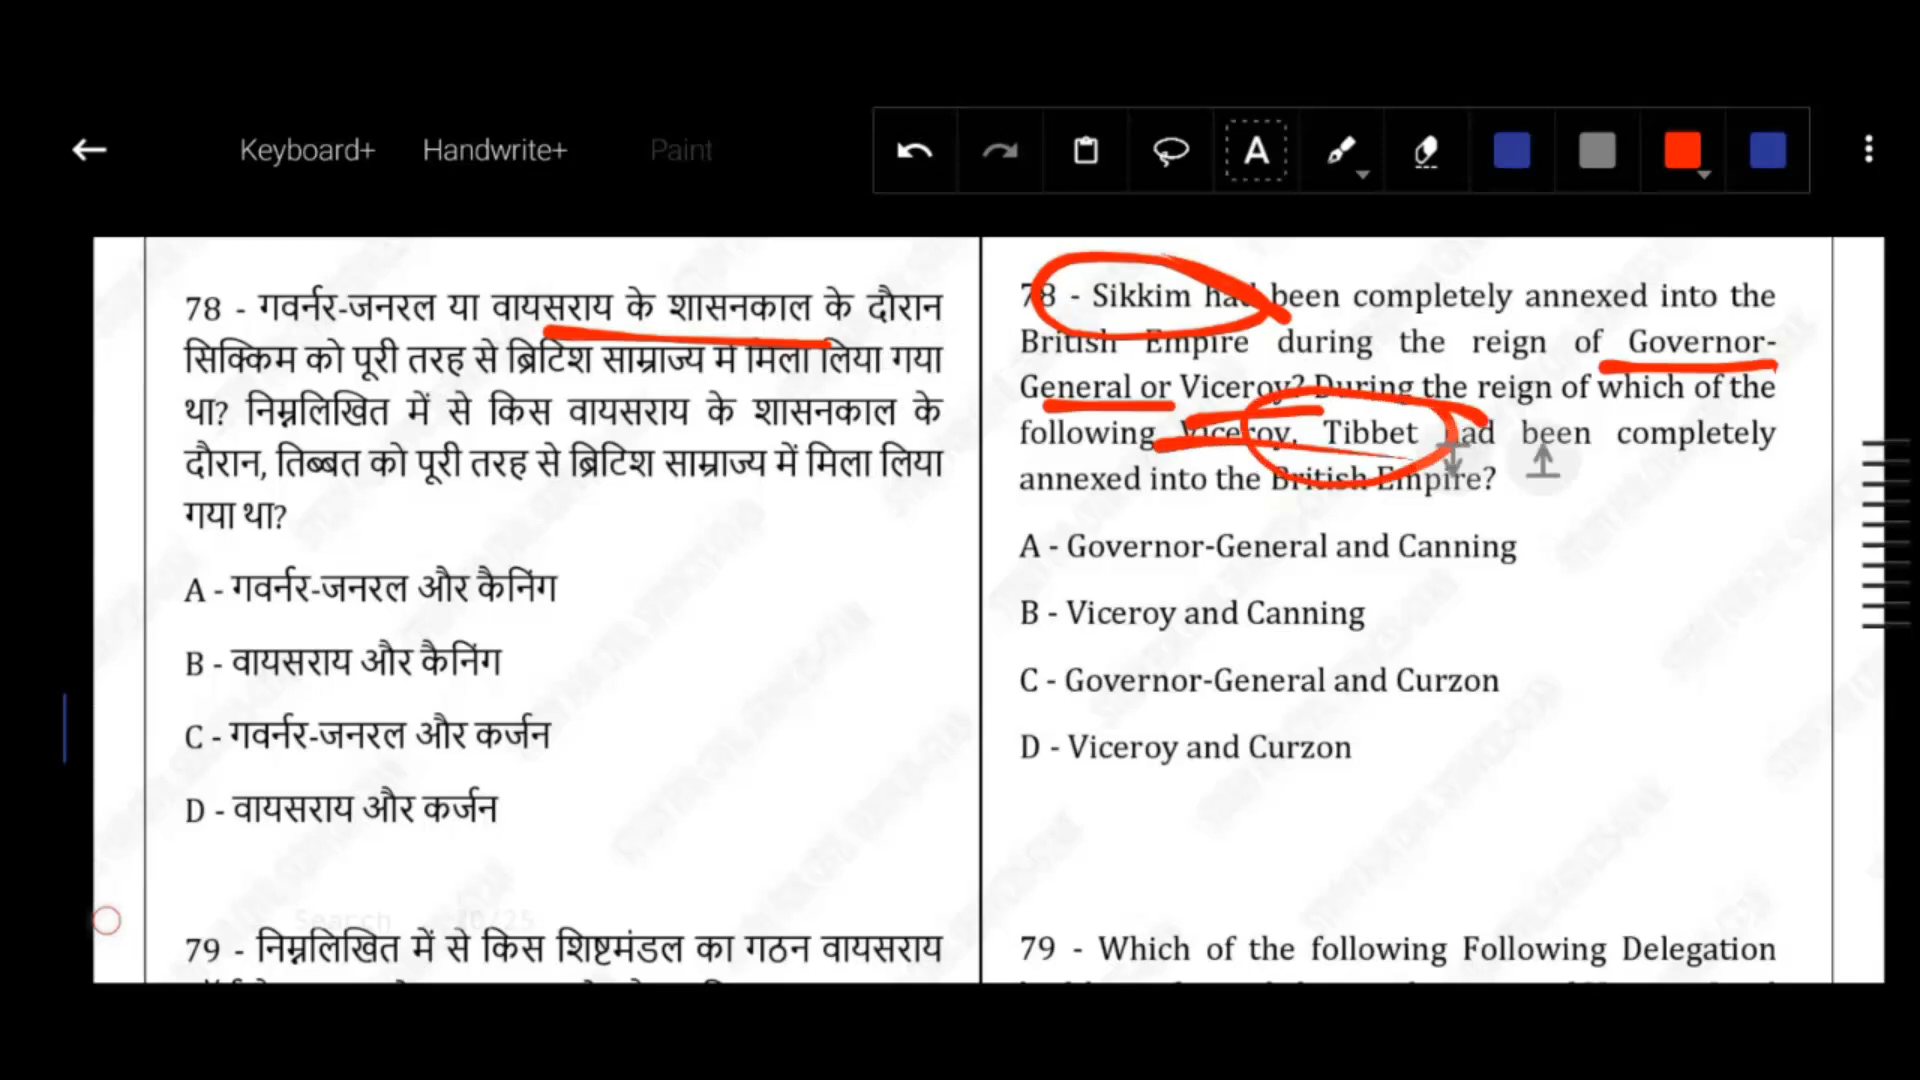 Keyboard+ Handwrite+ Paint
A
78 - गवर्नर-जनरल या वायसराय के शासनकाल के दौरान
सिक्किम को पूरी तरह से ब्रिटिश साम्राज्य में मिला लिया गया
था? निम्नलिखित में से किस वायसराय के शासनकाल के
दौरान, तिब्बत को पूरी तरह से ब्रिटिश साम्राज्य में मिला लिया
गया था?
A - गवर्नर-जनरल और कैनिंग
B - वायसराय और कैनिंग
C - गवर्नर-जनरल और कर्जन
D - वायसराय और कर्जन
Search
79 - निम्नलिखित में से किस शिष्टमंडल का गठन वायसराय
78 - Sikkim had been completely annexed into the
British Empire during the reign of Governor-
General or Viceroy? During the reign of which of the
following Viceroy, Tibbet had been completely
annexed into the British Empire?
A - Governor-General and Canning
B - Viceroy and Canning
C - Governor-General and Curzon
D - Viceroy and Curzon
79 - Which of the following Following Delegation